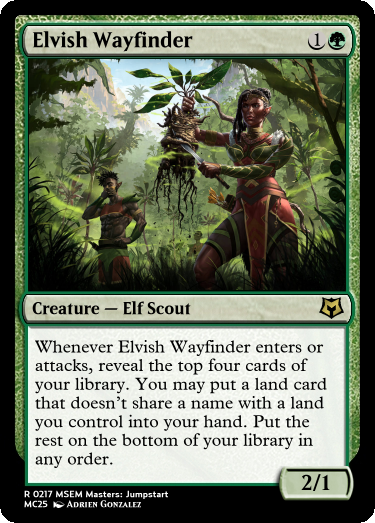 Elvish Wayfinder 1
Creature — Elf Scout
Whenever Elvish Wayfinder enters or
attacks, reveal the top four cards of
your library. You may put a land card
that doesn't share a name with a land
you control into your hand. Put the
rest on the bottom of your library in
any order.
2/1
R 0217 MSEM Masters: Jumpstart
MC25 Adrien Gonzalez